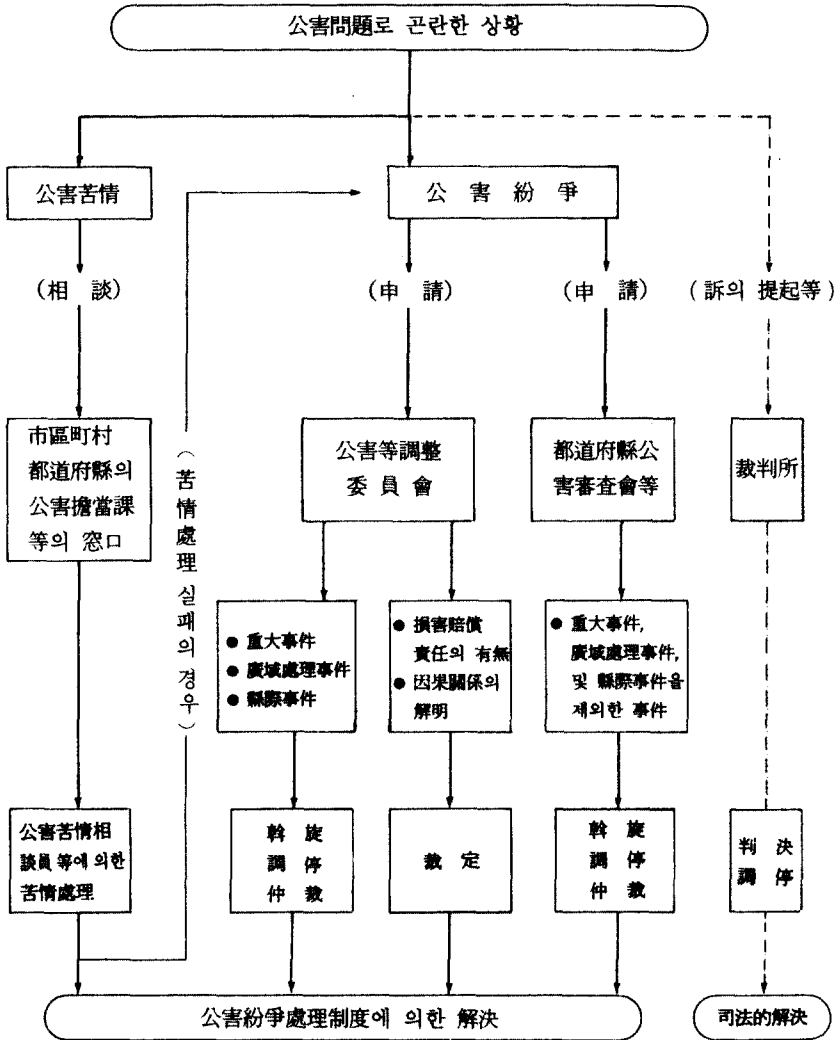 公害問題로 곤란한 상황
公害苦情
公害紛爭
(相談)
(申請)
(申請)
(訴의 提起等)
市區町村
都道府縣의
公害擔當課
等의 窓口
(苦情處理 실패의 경우)
公害等調整
委員會
都道府縣公
害審査會等
裁判所
● 重大事件
● 廣域處理事件
● 縣際事件
● 損害賠償
責任의 有無
● 因果關係의
解明
● 重大事件,
廣域處理事件,
및 縣際事件을
제외한 事件
公害苦情相
談員等에 의한
苦情處理
斡旋
調停
仲裁
裁定
斡旋
調停
仲裁
判決
調停
公害紛爭處理制度에 의한 解決
司法的解決